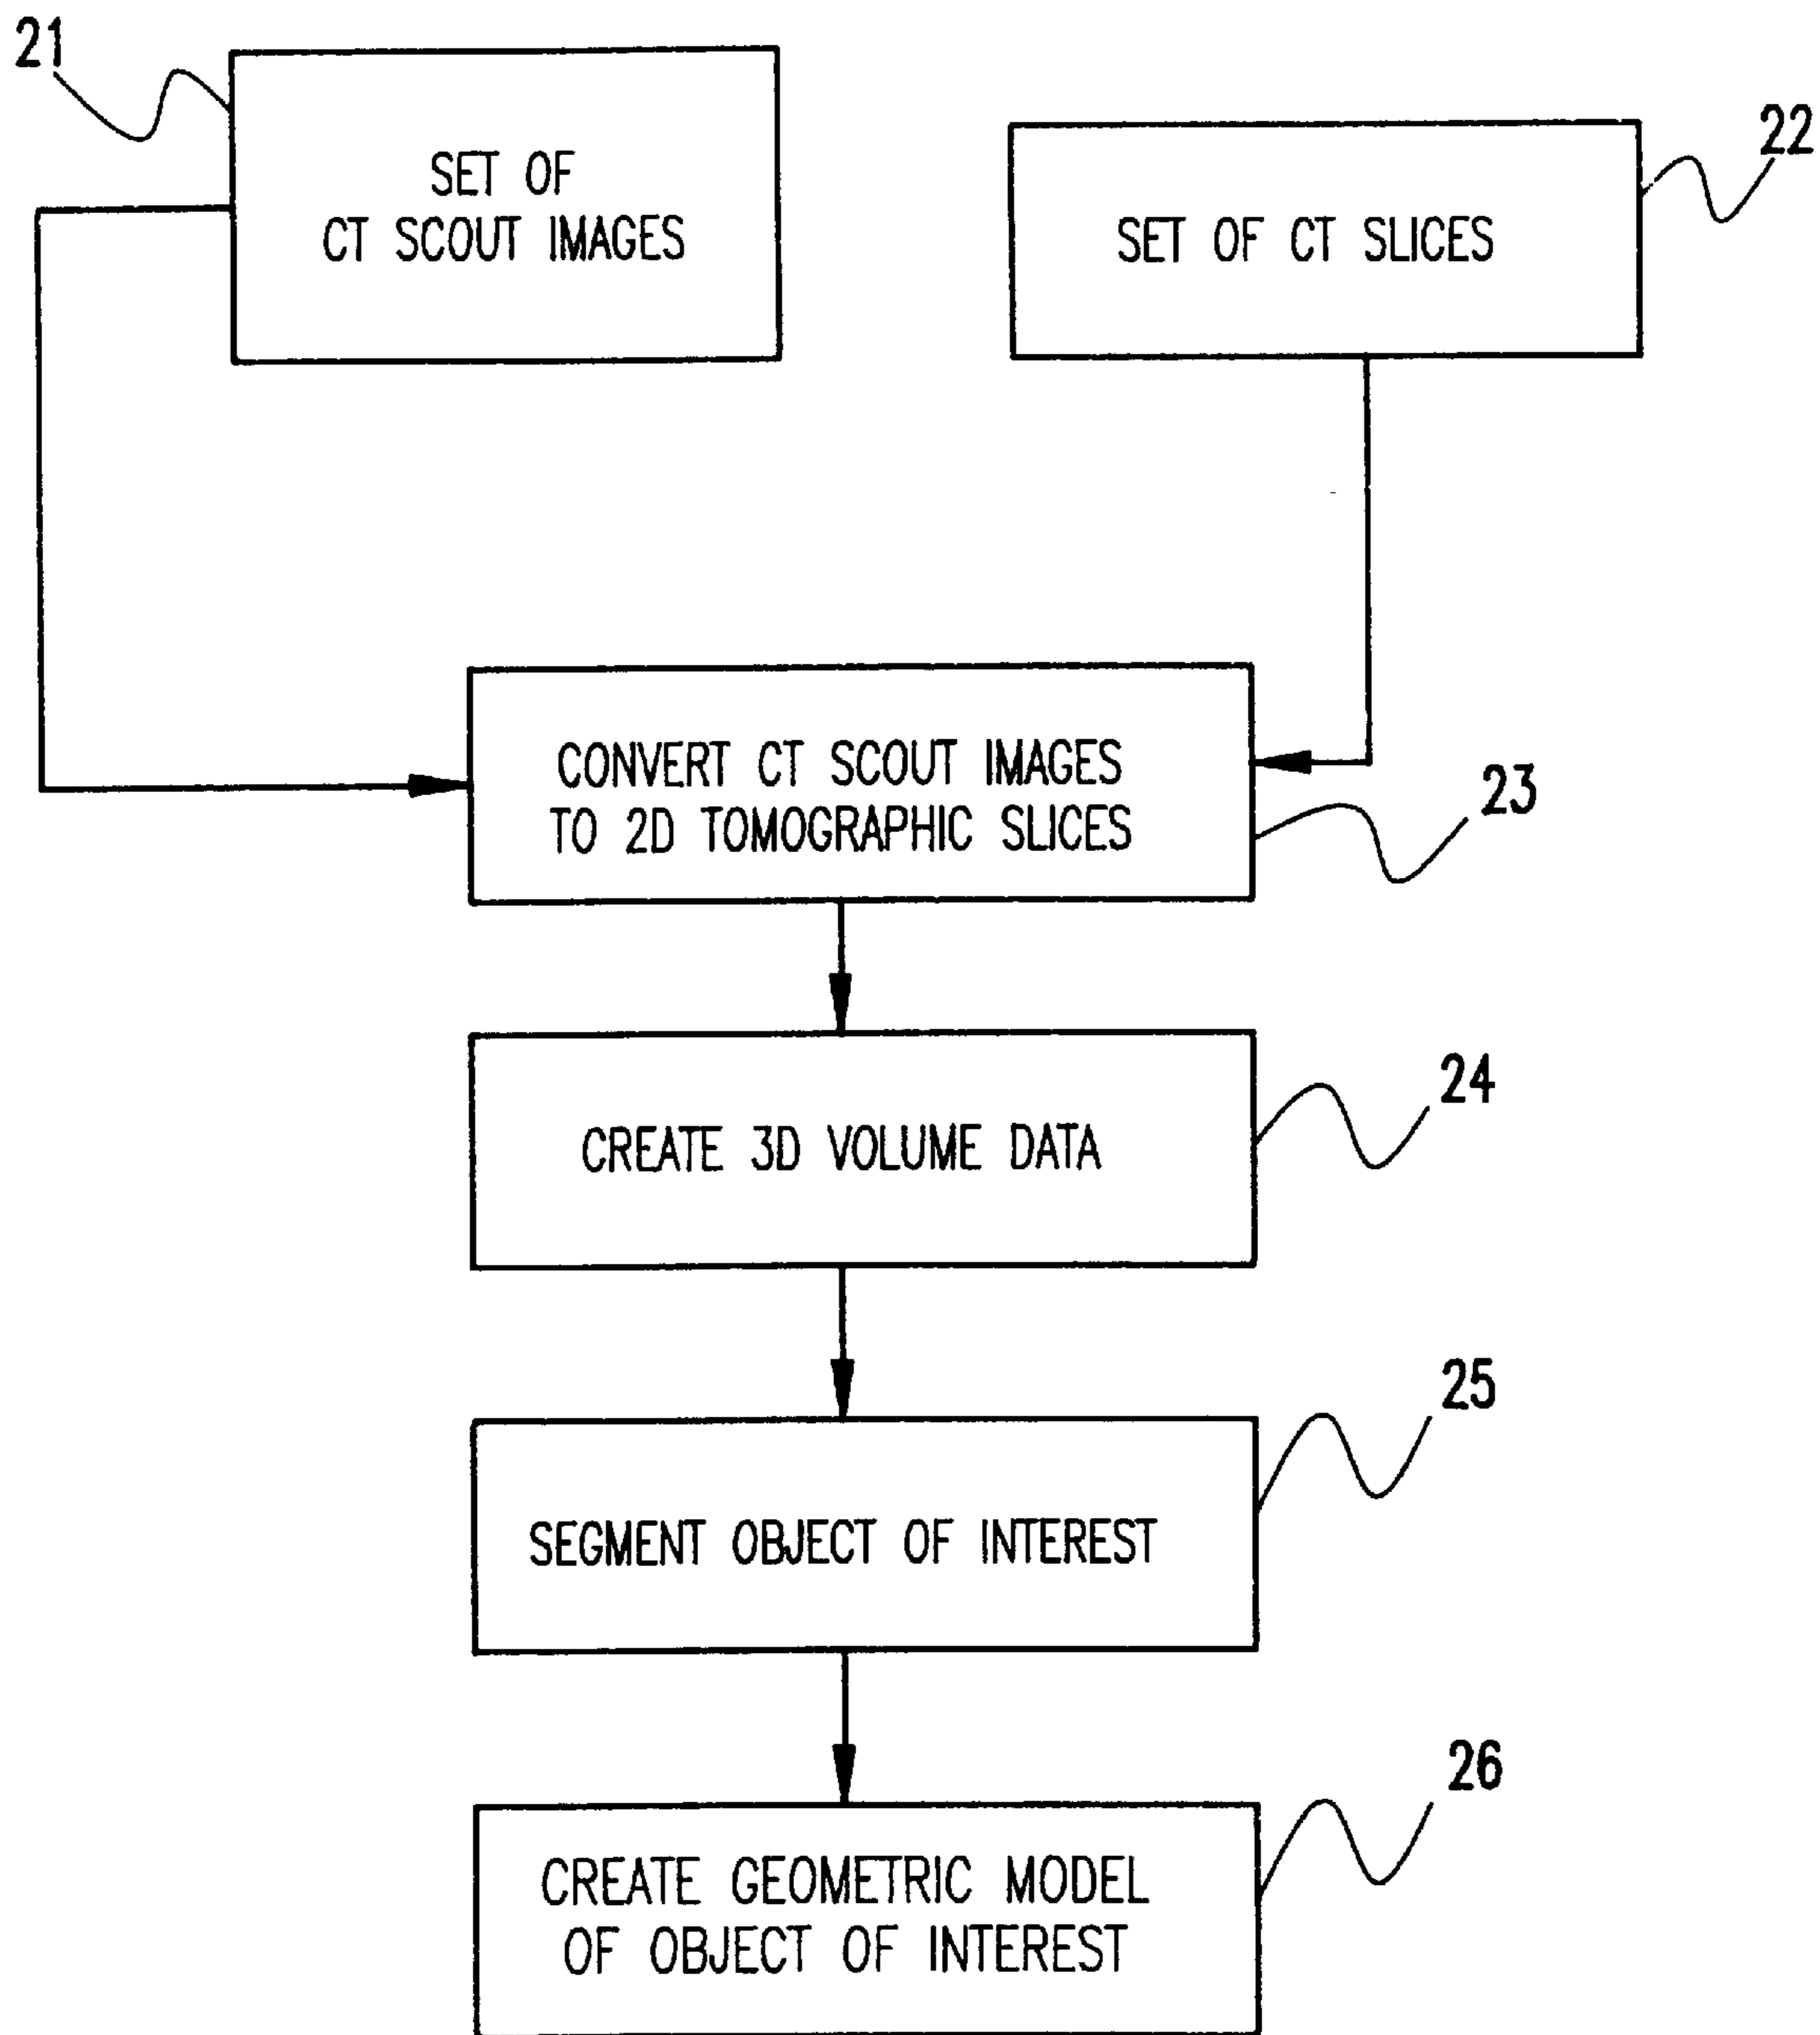 21
SET OF
CT SCOUT IMAGES
22
SET OF CT SLICES
CONVERT CT SCOUT IMAGES
TO 2D TOMOGRAPHIC SLICES
23
CREATE 3D VOLUME DATA
24
SEGMENT OBJECT OF INTEREST
25
CREATE GEOMETRIC MODEL
OF OBJECT OF INTEREST
26